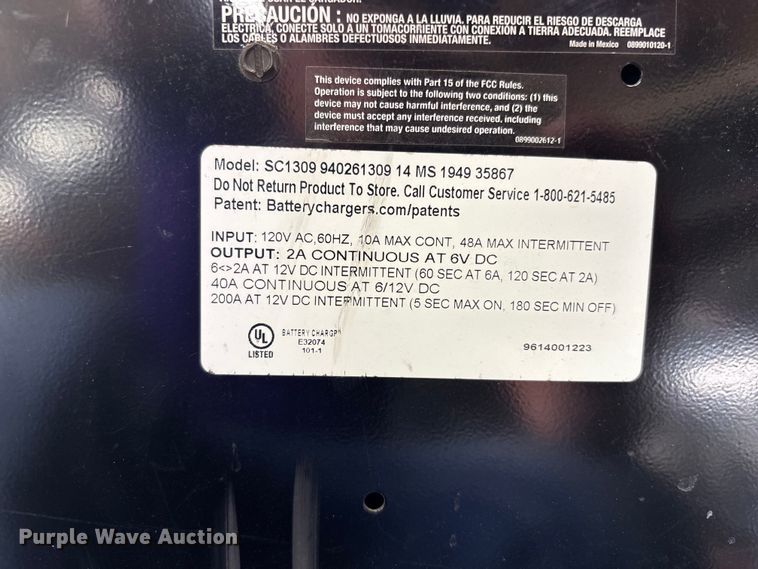 PRECAUCIÓN : NO EXPONGA A LA LLUVIA. PARA REDUCIR EL RIESGO DE DESCARGA
ELÉCTRICA, CONECTE SOLO A UN TOMACORRIENTE CON CONEXIÓN A TIERRA ADECUADA. REEMPLACE
LOS CABLES O ALAMBRES DEFECTUOSOS INMEDIATAMENTE.
Made in Mexico 0899010120-1
This device complies with Part 15 of the FCC Rules.
Operation is subject to the following two conditions: (1) this
device may not cause harmful interference, and (2) the
device must accept any interference received, including
interference that may cause undesired operation.
0899002612-1
Model: SC1309 940261309 14 MS 1949 35867
Do Not Return Product To Store. Call Customer Service 1-800-621-5485
Patent: Batterychargers.com/patents
INPUT: 120V AC,60HZ, 10A MAX CONT, 48A MAX INTERMITTENT
OUTPUT: 2A CONTINUOUS AT 6V DC
6<>2A AT 12V DC INTERMITTENT (60 SEC AT 6A, 120 SEC AT 2A)
40A CONTINUOUS AT 6/12V DC
200A AT 12V DC INTERMITTENT (5 SEC MAX ON, 180 SEC MIN OFF)
UL
LISTED
BATTERY CHARGER
E32074
101-1
9614001223
Purple Wave Auction